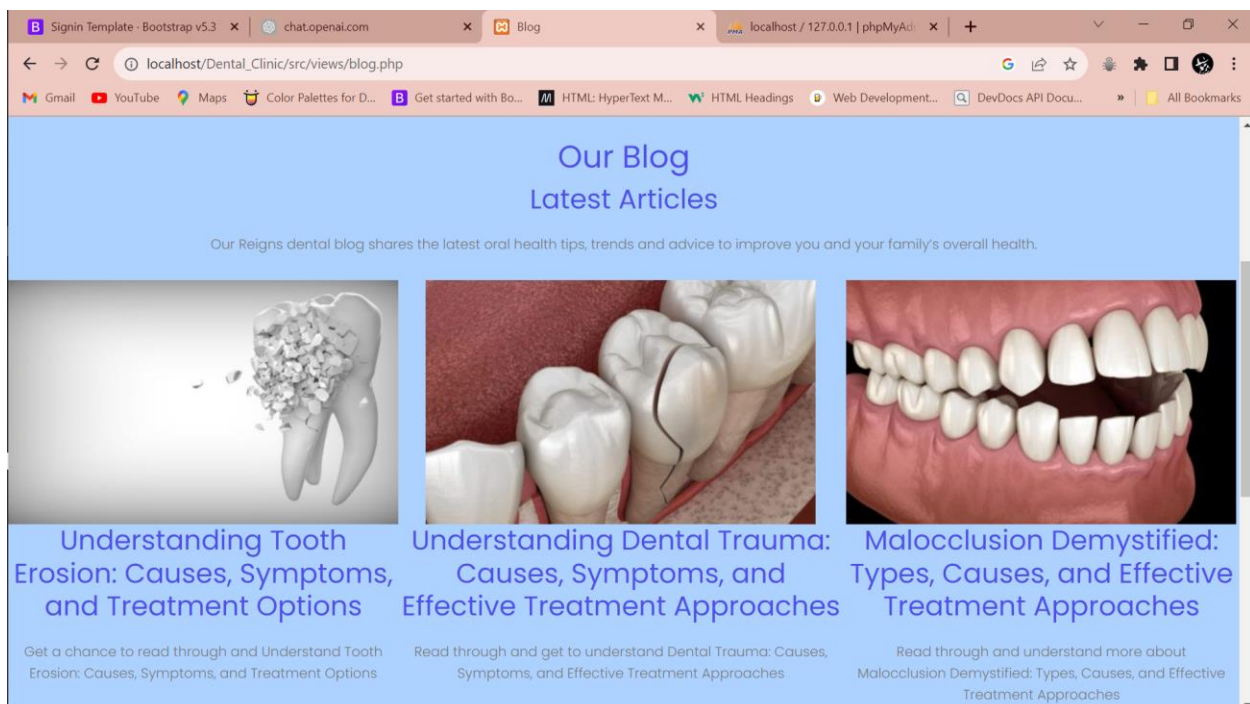 Signin Template · Bootstrap v5.3
chat.openai.com
Blog
localhost / 127.0.0.1 | phpMyAd
localhost/Dental_Clinic/src/views/blog.php
Gmail
YouTube
Maps
Color Palettes for D...
Get started with Bo...
HTML: HyperText M...
HTML Headings
Web Development...
DevDocs API Docu...
All Bookmarks
Our Blog
Latest Articles
Our Reigns dental blog shares the latest oral health tips, trends and advice to improve you and your family's overall health.
Understanding Tooth
Erosion: Causes, Symptoms,
and Treatment Options
Get a chance to read through and Understand Tooth
Erosion: Causes, Symptoms, and Treatment Options
Understanding Dental Trauma:
Causes, Symptoms, and
Effective Treatment Approaches
Read through and get to understand Dental Trauma: Causes,
Symptoms, and Effective Treatment Approaches
Malocclusion Demystified:
Types, Causes, and Effective
Treatment Approaches
Read through and understand more about
Malocclusion Demystified: Types, Causes, and Effective
Treatment Approaches